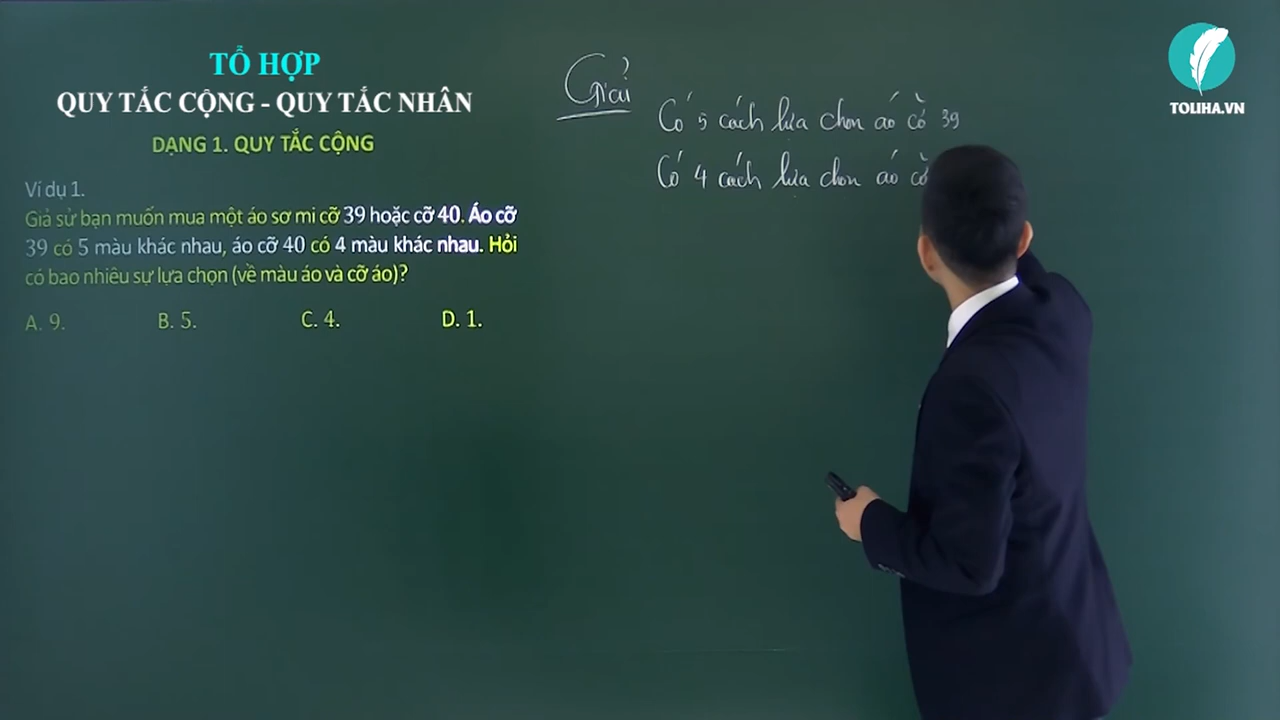 TỔ HỢP
QUY TẮC CỘNG - QUY TẮC NHÂN
DẠNG 1. QUY TẮC CỘNG
Ví dụ 1.
Giả sử bạn muốn mua một áo sơ mi cỡ 39 hoặc cỡ 40. Áo cỡ
39 có 5 màu khác nhau, áo cỡ 40 có 4 màu khác nhau. Hỏi
có bao nhiêu sự lựa chọn (về màu áo và cỡ áo)?
A. 9. B. 5. C. 4. D. 1.
Giải
Có 5 cách lựa chọn áo cỡ 39
Có 4 cách lựa chọn áo cỡ
TOLIHA.VN